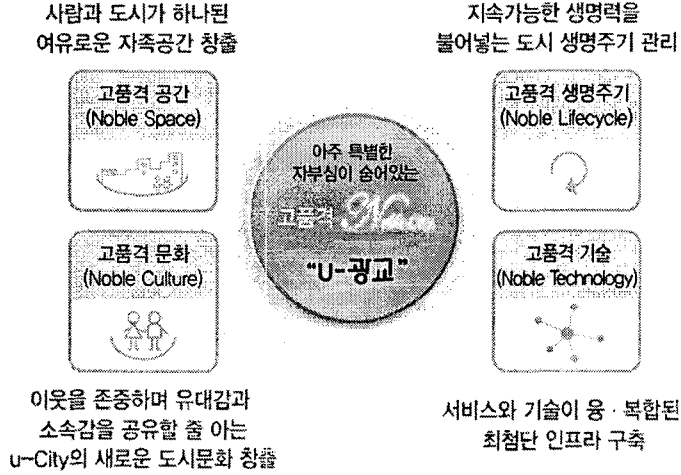 사람과 도시가 하나된
여유로운 자족공간 창출
지속가능한 생명력을
불어넣는 도시 생명주기 관리
고품격 공간
(Noble Space)
고품격 생명주기
(Noble Lifecycle)
아주 특별한
자부심이 숨어있는
고품격
"U-광교"
고품격 문화
(Noble Culture)
고품격 기술
(Noble Technology)
이웃을 존중하며 유대감과
소속감을 공유할 줄 아는
u-City의 새로운 도시문화 창출
서비스와 기술이 융·복합된
최첨단 인프라 구축